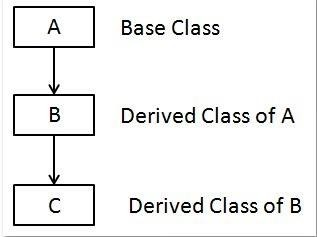 A Base Class
B Derived Class of A
C Derived Class of B